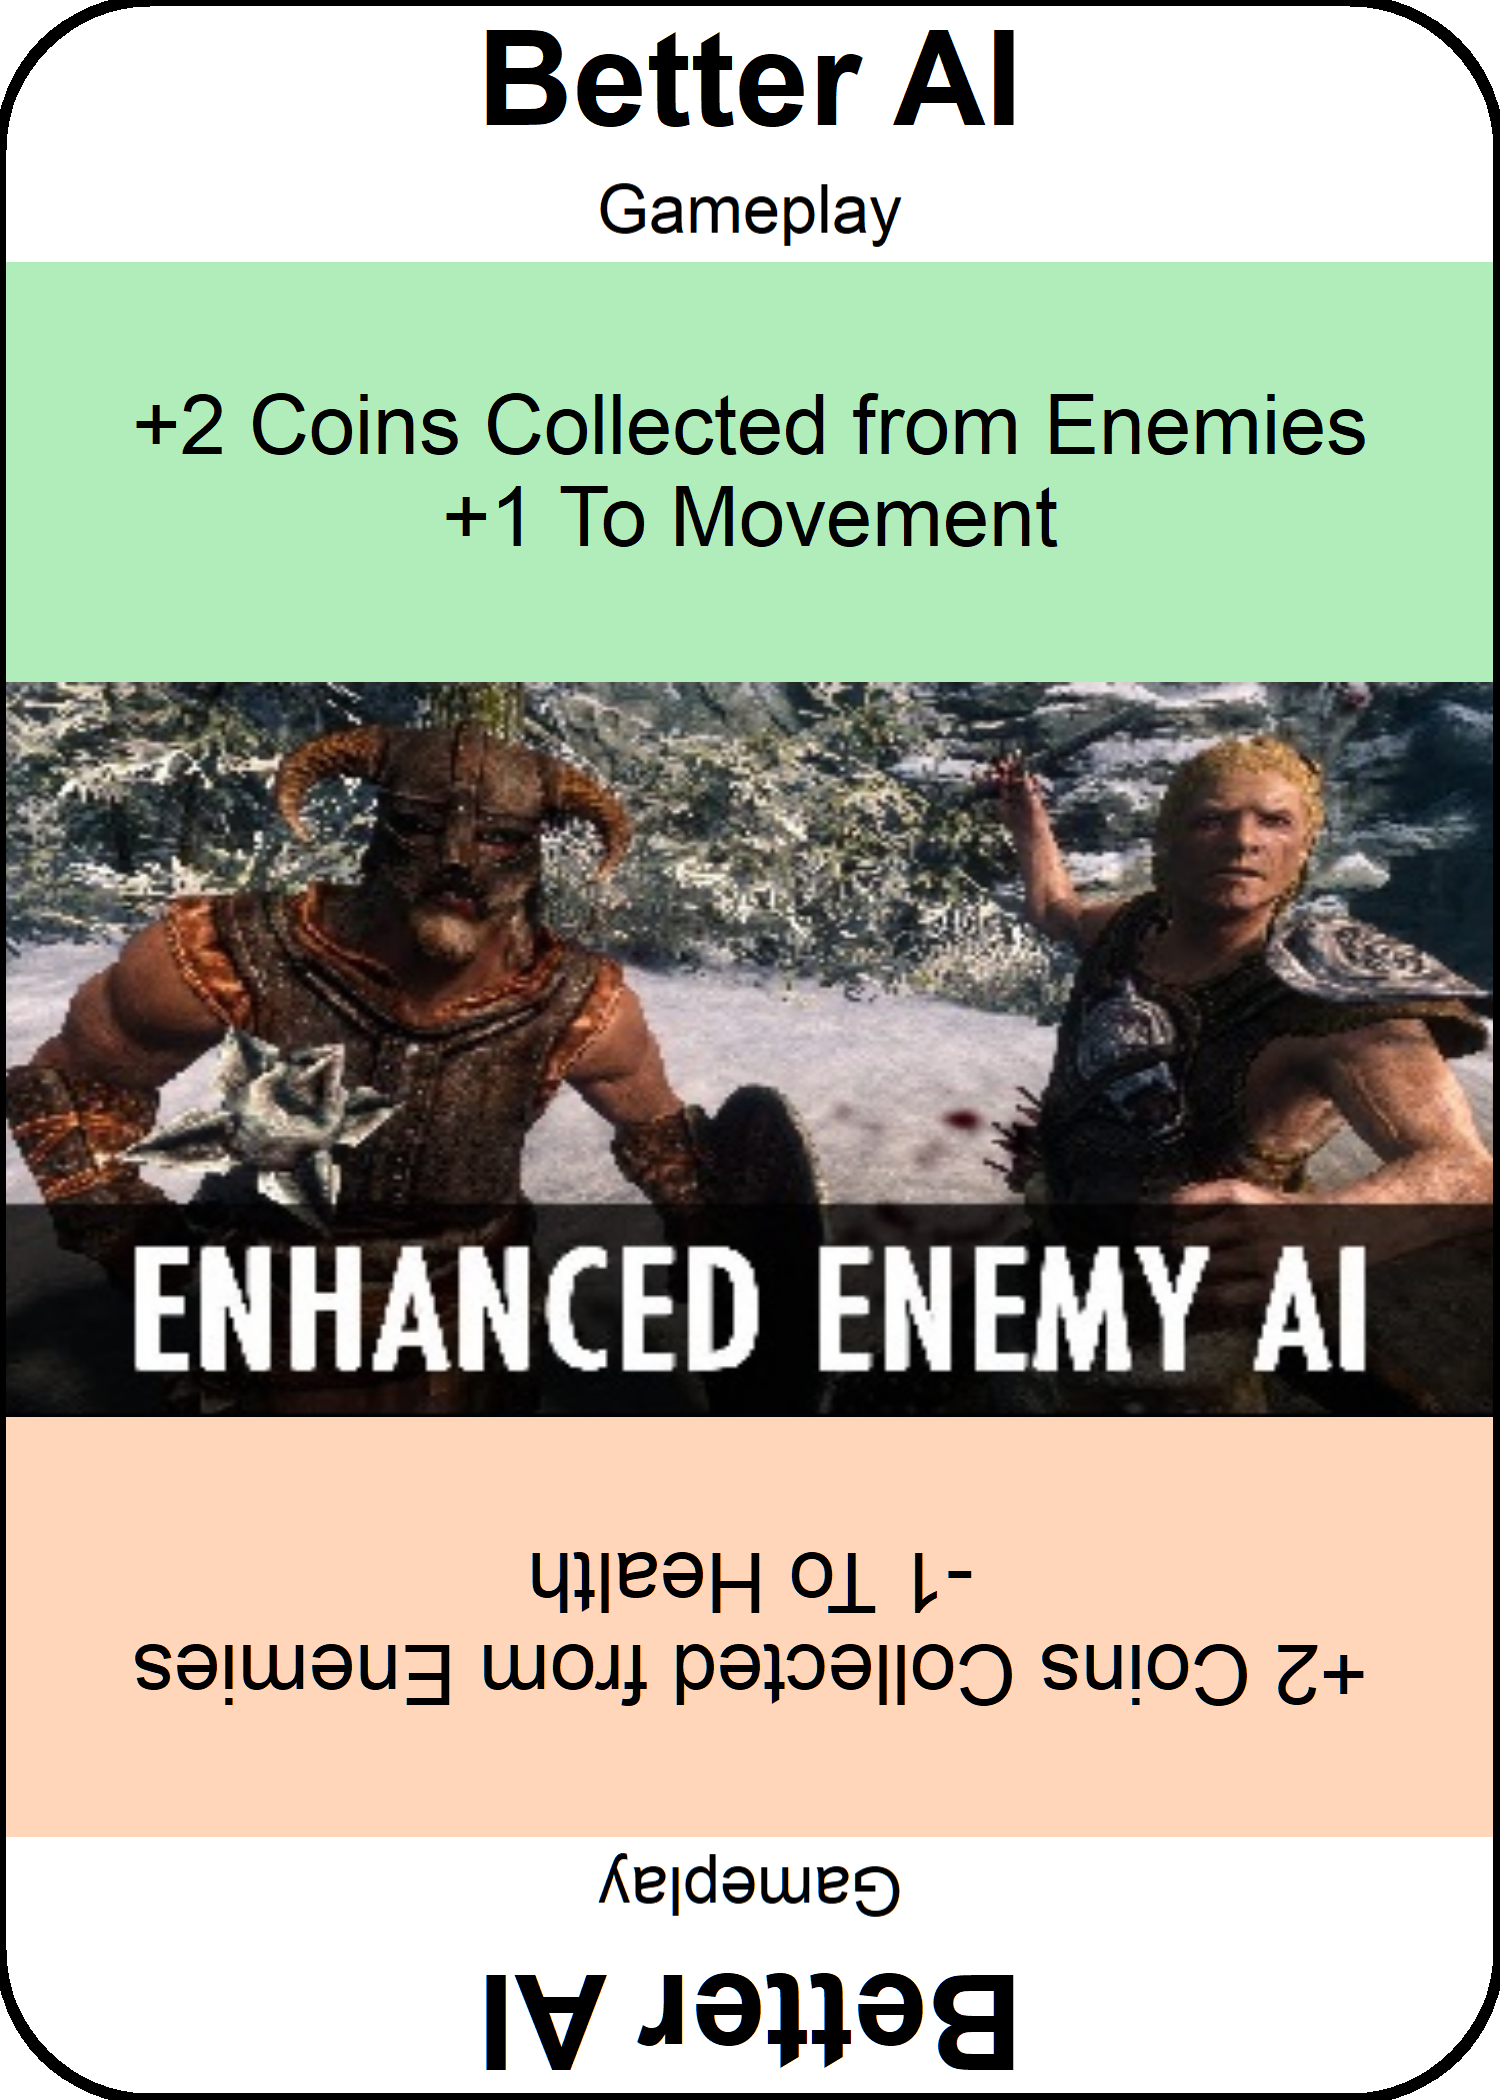 Better AI
Gameplay
+2 Coins Collected from Enemies
+1 To Movement
ENHANCED ENEMY AI
Better AI
Gameplay
+2 Coins Collected from Enemies
-1 To Health